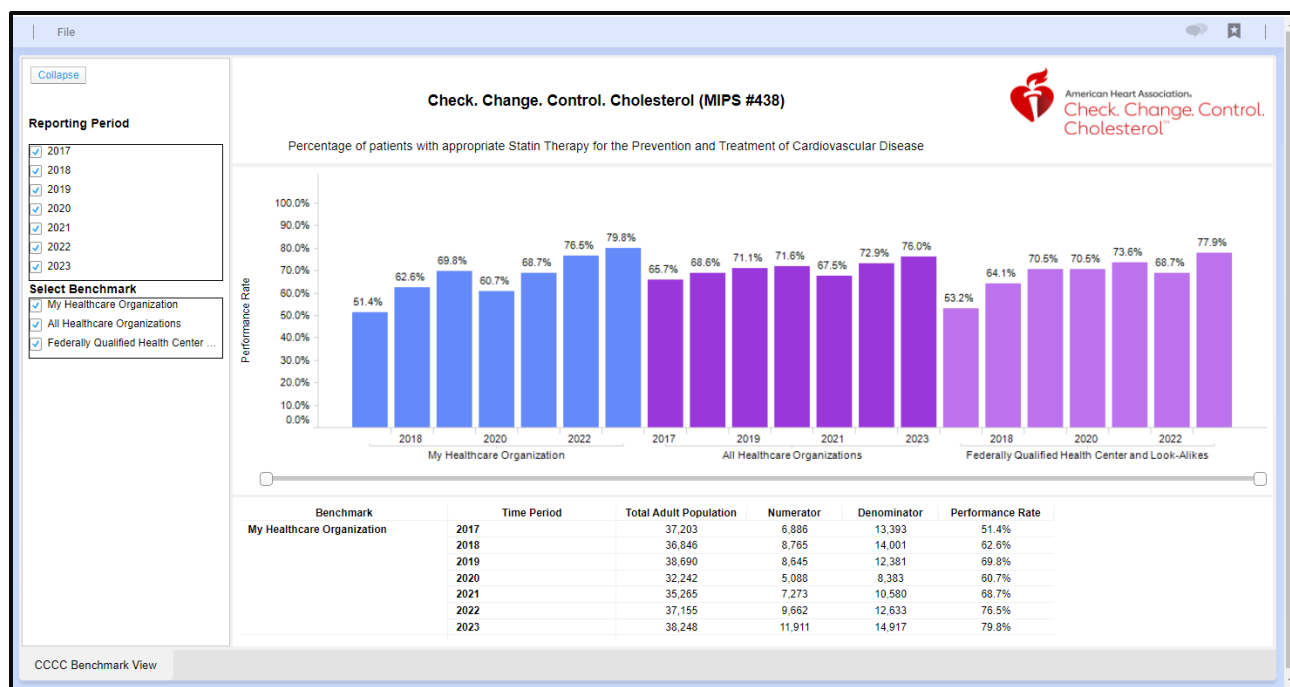 File
Collapse
Check. Change. Control. Cholesterol (MIPS #438)
American Heart Association®
Check. Change. Control.
Cholesterol™
Percentage of patients with appropriate Statin Therapy for the Prevention and Treatment of Cardiovascular Disease
Reporting Period
2017
2018
2019
2020
2021
2022
2023
Select Benchmark
My Healthcare Organization
All Healthcare Organizations
Federally Qualified Health Center ...
Performance Rate
100.0%
90.0%
80.0%
70.0%
60.0%
50.0%
40.0%
30.0%
20.0%
10.0%
0.0%
51.4% 62.6% 69.8% 60.7% 68.7% 76.5% 79.8% 65.7% 68.6% 71.1% 71.6% 67.5% 72.9% 76.0% 53.2% 64.1% 70.5% 70.5% 73.6% 68.7% 77.9%
2018 2020 2022 2017 2019 2021 2023 2018 2020 2022
My Healthcare Organization All Healthcare Organizations Federally Qualified Health Center and Look-Alikes
Benchmark Time Period Total Adult Population Numerator Denominator Performance Rate
My Healthcare Organization 2017 37,203 6,886 13,393 51.4%
2018 36,846 8,765 14,001 62.6%
2019 38,690 8,645 12,381 69.8%
2020 32,242 5,088 8,383 60.7%
2021 35,265 7,273 10,580 68.7%
2022 37,155 9,662 12,633 76.5%
2023 38,248 11,911 14,917 79.8%
CCCC Benchmark View